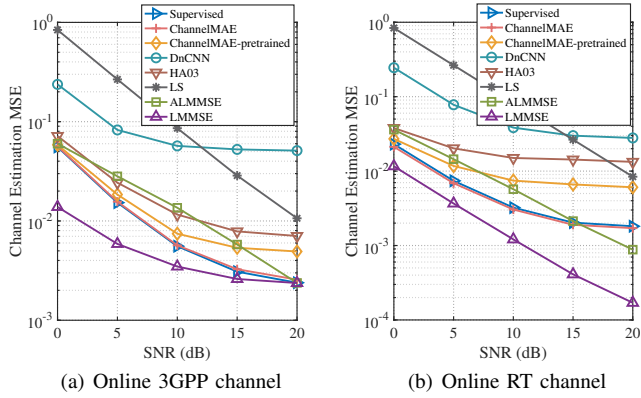 Channel Estimation MSE
10^0
10^-1
10^-2
10^-3
0 5 10 15 20
SNR (dB)
Supervised
ChannelMAE
ChannelMAE-pretrained
DnCNN
HA03
LS
ALMMSE
LMMSE
(a) Online 3GPP channel
Channel Estimation MSE
10^0
10^-1
10^-2
10^-3
10^-4
0 5 10 15 20
SNR (dB)
Supervised
ChannelMAE
ChannelMAE-pretrained
DnCNN
HA03
LS
ALMMSE
LMMSE
(b) Online RT channel